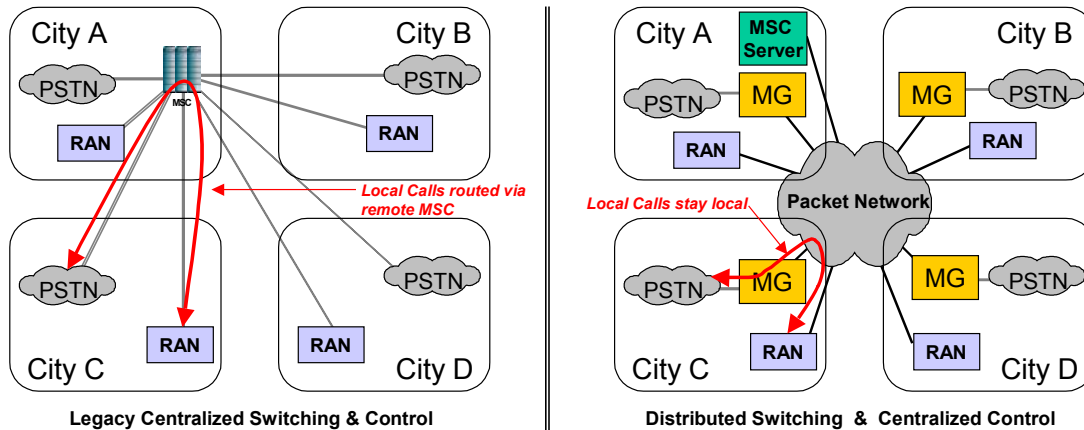 City A
City B
PSTN
MSC
PSTN
RAN
RAN
Local Calls routed via
remote MSC
PSTN
PSTN
RAN
RAN
City C
City D
Legacy Centralized Switching & Control
City A
MSC
Server
City B
PSTN
MG
MG
PSTN
RAN
RAN
Packet Network
Local Calls stay local
PSTN
MG
MG
PSTN
RAN
RAN
City C
City D
Distributed Switching & Centralized Control